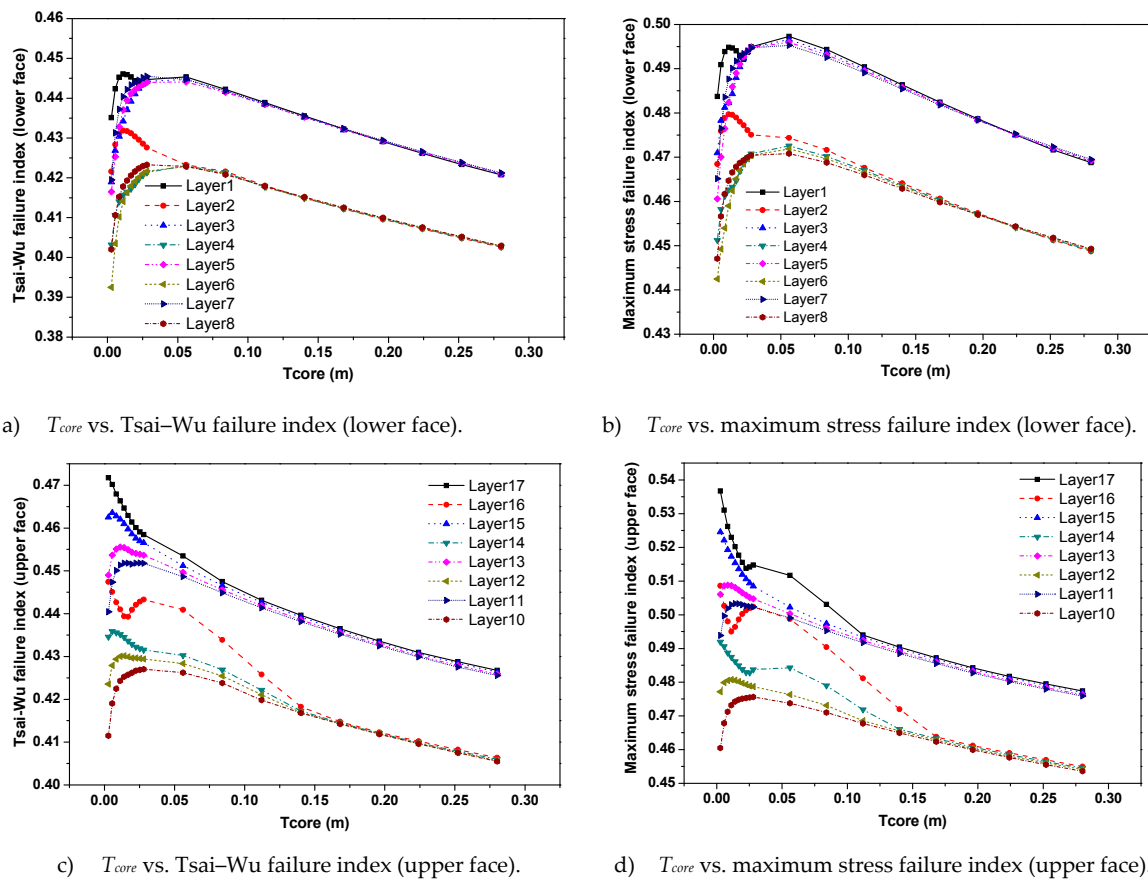 Tsai-Wu failure index (lower face)
0.46
0.45
0.44
0.43
0.42
0.41
0.40
0.39
0.38
Layer1
Layer2
Layer3
Layer4
Layer5
Layer6
Layer7
Layer8
0.00 0.05 0.10 0.15 0.20 0.25 0.30
Tcore (m)
Maximum stress failure index (lower face)
0.50
0.49
0.48
0.47
0.46
0.45
0.44
0.43
Layer1
Layer2
Layer3
Layer4
Layer5
Layer6
Layer7
Layer8
0.00 0.05 0.10 0.15 0.20 0.25 0.30
Tcore (m)
a) Tcore vs. Tsai–Wu failure index (lower face).
b) Tcore vs. maximum stress failure index (lower face).
Tsai-Wu failure index (upper face)
0.47
0.46
0.45
0.44
0.43
0.42
0.41
0.40
Layer17
Layer16
Layer15
Layer14
Layer13
Layer12
Layer11
Layer10
0.00 0.05 0.10 0.15 0.20 0.25 0.30
Tcore (m)
Maximum stress failure index (upper face)
0.54
0.53
0.52
0.51
0.50
0.49
0.48
0.47
0.46
0.45
Layer17
Layer16
Layer15
Layer14
Layer13
Layer12
Layer11
Layer10
0.00 0.05 0.10 0.15 0.20 0.25 0.30
Tcore (m)
c) Tcore vs. Tsai–Wu failure index (upper face).
d) Tcore vs. maximum stress failure index (upper face)